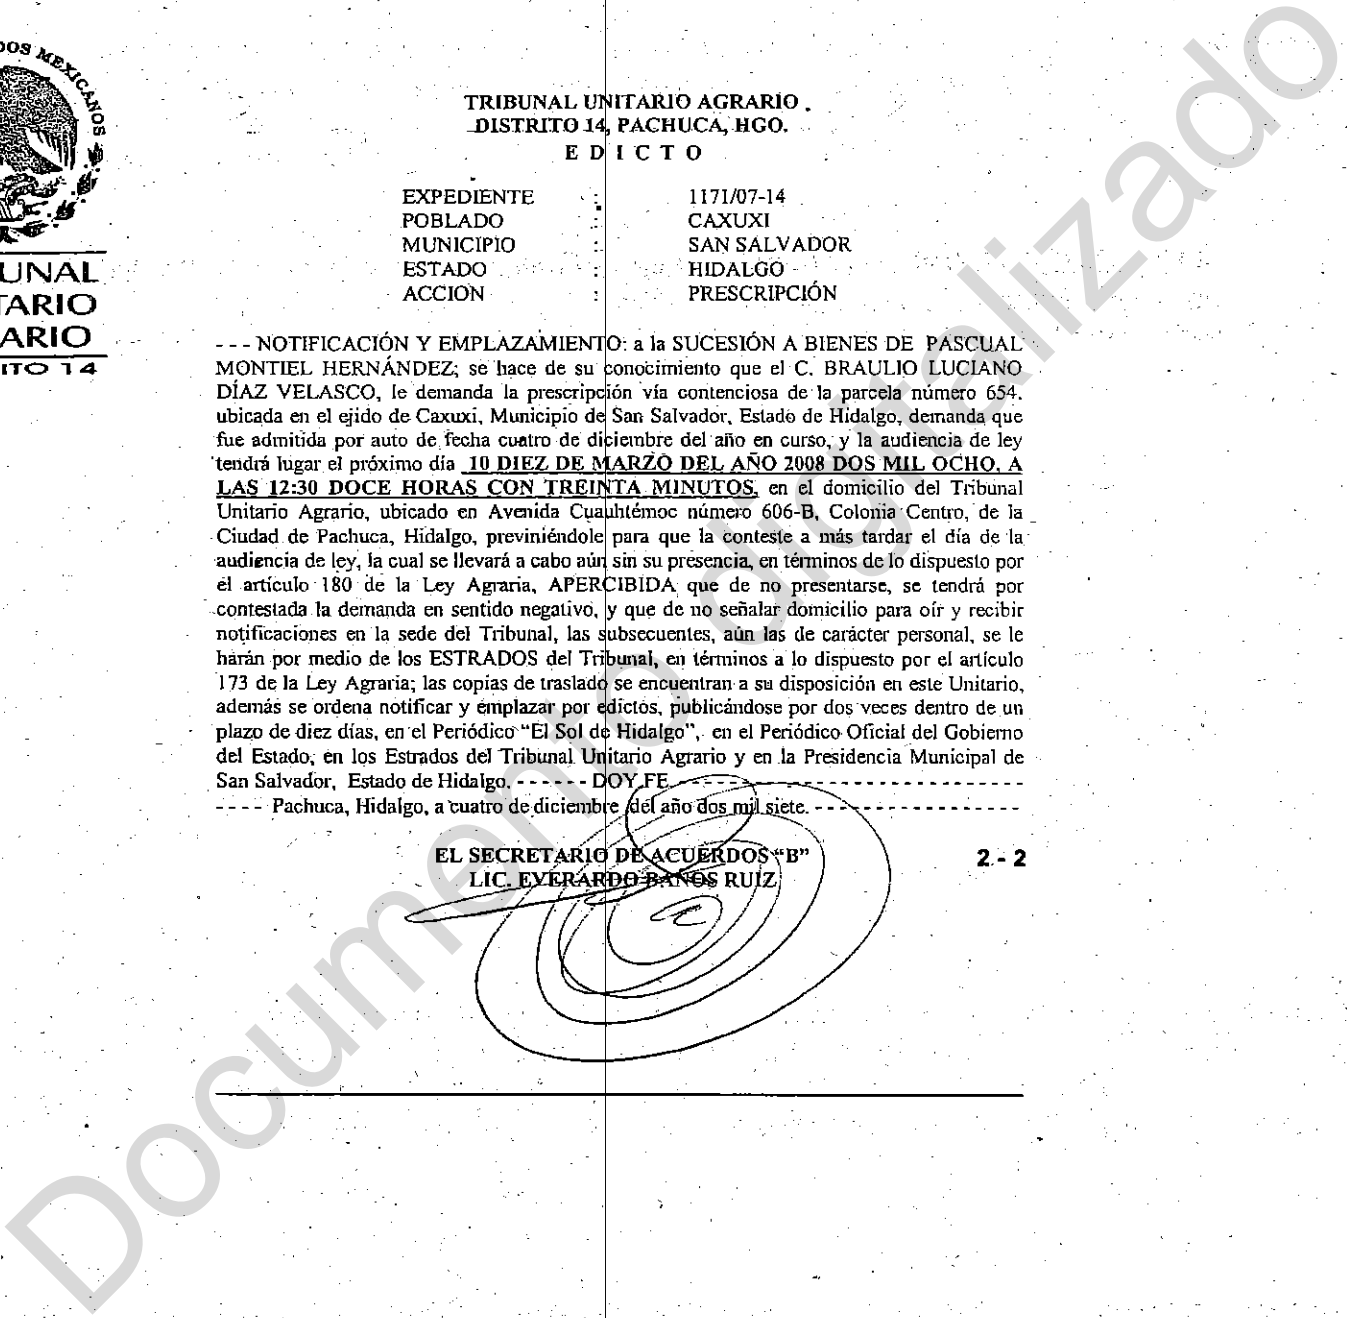 DOS MEXICANOS
UNAL
TARIO
ARIO
ITO 14
TRIBUNAL UNITARIO AGRARIO
DISTRITO 14, PACHUCA, HGO.
E D I C T O
EXPEDIENTE : 1171/07-14
POBLADO : CAXUXI
MUNICIPIO : SAN SALVADOR
ESTADO : HIDALGO
ACCION : PRESCRIPCIÓN
- - - NOTIFICACIÓN Y EMPLAZAMIENTO: a la SUCESIÓN A BIENES DE PASCUAL
MONTIEL HERNÁNDEZ; se hace de su conocimiento que el C. BRAULIO LUCIANO
DÍAZ VELASCO, le demanda la prescripción vía contenciosa de la parcela número 654,
ubicada en el ejido de Caxuxi, Municipio de San Salvador, Estado de Hidalgo, demanda que
fue admitida por auto de fecha cuatro de diciembre del año en curso, y la audiencia de ley
tendrá lugar el próximo día 10 DIEZ DE MARZO DEL AÑO 2008 DOS MIL OCHO, A
LAS 12:30 DOCE HORAS CON TREINTA MINUTOS, en el domicilio del Tribunal
Unitario Agrario, ubicado en Avenida Cuauhtémoc número 606-B, Colonia Centro, de la
Ciudad de Pachuca, Hidalgo, previniéndole para que la conteste a más tardar el día de la
audiencia de ley, la cual se llevará a cabo aún sin su presencia, en términos de lo dispuesto por
el artículo 180 de la Ley Agraria, APERCIBIDA que de no presentarse, se tendrá por
contestada la demanda en sentido negativo, y que de no señalar domicilio para oír y recibir
notificaciones en la sede del Tribunal, las subsecuentes, aún las de carácter personal, se le
harán por medio de los ESTRADOS del Tribunal, en términos a lo dispuesto por el artículo
173 de la Ley Agraria; las copias de traslado se encuentran a su disposición en este Unitario,
además se ordena notificar y emplazar por edictos, publicándose por dos veces dentro de un
plazo de diez días, en el Periódico "El Sol de Hidalgo", en el Periódico Oficial del Gobierno
del Estado, en los Estrados del Tribunal Unitario Agrario y en la Presidencia Municipal de
San Salvador, Estado de Hidalgo. - - - - - - DOY FE. - - - - - - - - - - - - - - - - - - - - - - - - - -
- - - - Pachuca, Hidalgo, a cuatro de diciembre del año dos mil siete. - - - - - - - - - - - - - - - - -
EL SECRETARIO DE ACUERDOS "B"
LIC. EVERARDO BAÑOS RUIZ
2 - 2
Documento digitalizado